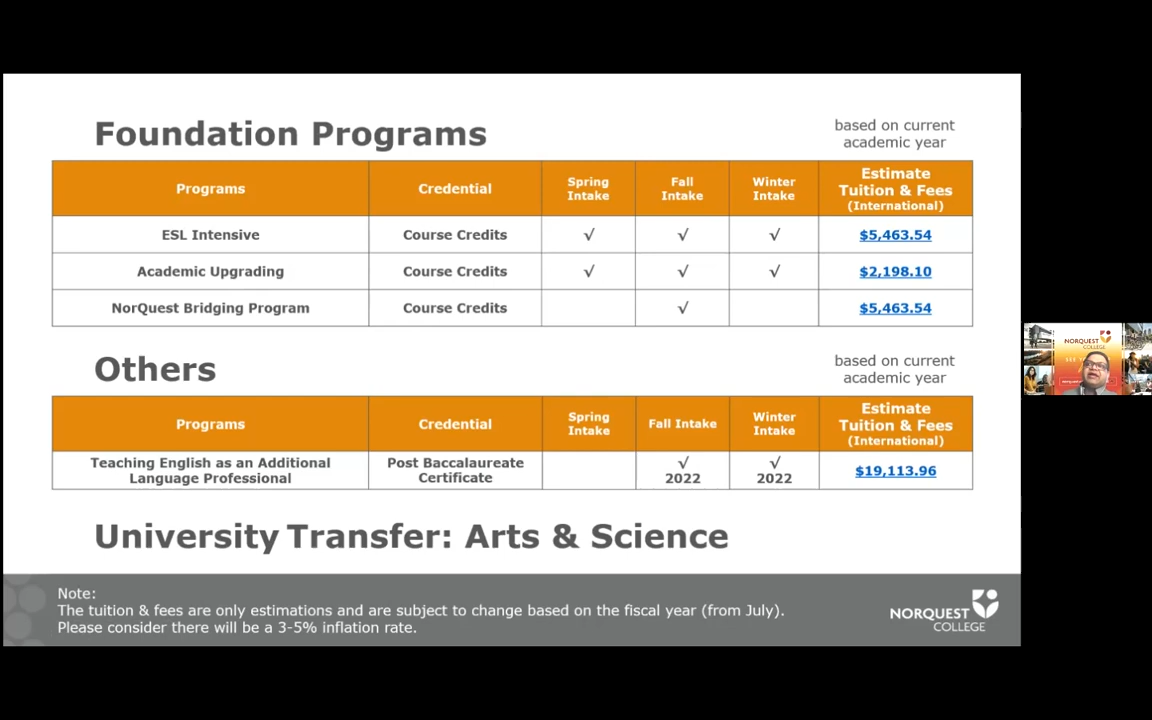 Foundation Programs
based on current
academic year
Programs Credential Spring Intake Fall Intake Winter Intake Estimate Tuition & Fees (International)
ESL Intensive Course Credits √ √ √ $5,463.54
Academic Upgrading Course Credits √ √ √ $2,198.10
NorQuest Bridging Program Course Credits √ $5,463.54
Others
based on current
academic year
Programs Credential Spring Intake Fall Intake Winter Intake Estimate Tuition & Fees (International)
Teaching English as an Additional Language Professional Post Baccalaureate Certificate √ 2022 √ 2022 $19,113.96
University Transfer: Arts & Science
Note:
The tuition & fees are only estimations and are subject to change based on the fiscal year (from July).
Please consider there will be a 3-5% inflation rate.
NORQUEST
COLLEGE
NORQUEST
COLLEGE